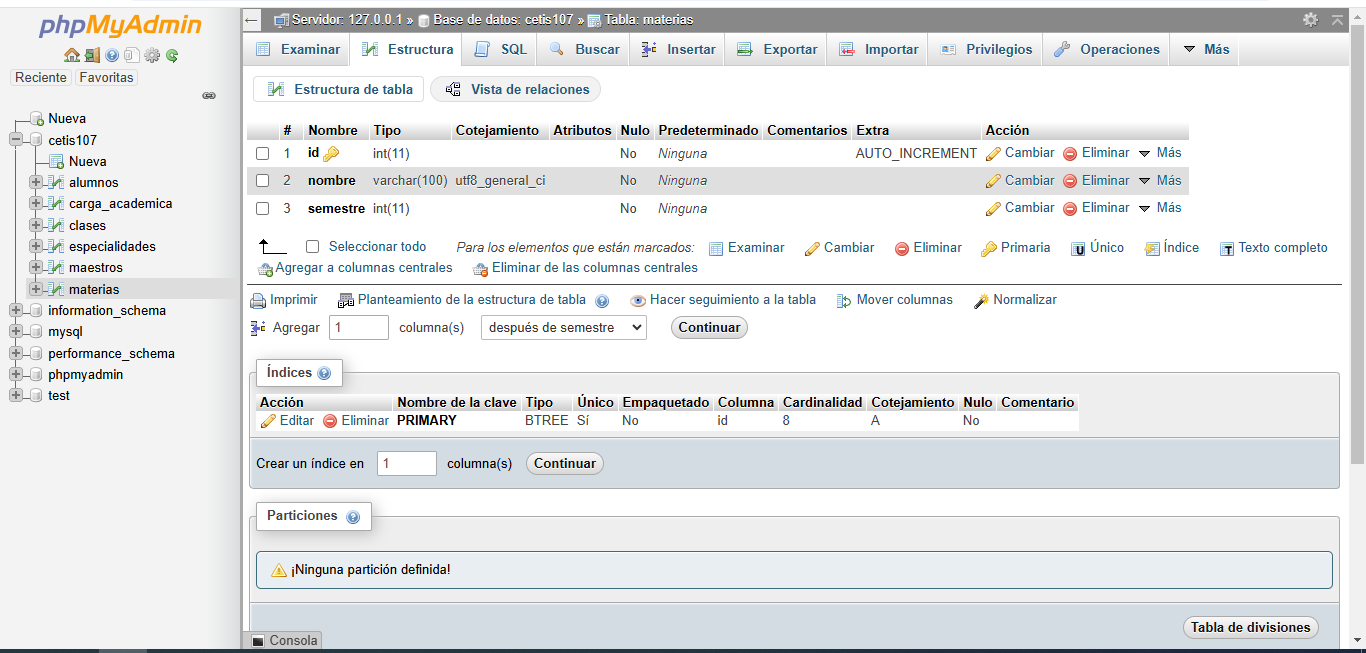 phpMyAdmin
Reciente Favoritas
Nueva
cetis107
Nueva
alumnos
carga_academica
clases
especialidades
maestros
materias
information_schema
mysql
performance_schema
phpmyadmin
test
Servidor: 127.0.0.1 » Base de datos: cetis107 » Tabla: materias
Examinar Estructura SQL Buscar Insertar Exportar Importar Privilegios Operaciones Más
Estructura de tabla Vista de relaciones
# Nombre Tipo Cotejamiento Atributos Nulo Predeterminado Comentarios Extra Acción
1 id int(11) No Ninguna AUTO_INCREMENT Cambiar Eliminar Más
2 nombre varchar(100) utf8_general_ci No Ninguna Cambiar Eliminar Más
3 semestre int(11) No Ninguna Cambiar Eliminar Más
Seleccionar todo Para los elementos que están marcados: Examinar Cambiar Eliminar Primaria Único Índice Texto completo
Agregar a columnas centrales Eliminar de las columnas centrales
Imprimir Planteamiento de la estructura de tabla Hacer seguimiento a la tabla Mover columnas Normalizar
Agregar 1 columna(s) después de semestre Continuar
Índices
Acción Nombre de la clave Tipo Único Empaquetado Columna Cardinalidad Cotejamiento Nulo Comentario
Editar Eliminar PRIMARY BTREE Sí No id 8 A No
Crear un índice en 1 columna(s) Continuar
Particiones
¡Ninguna partición definida!
Tabla de divisiones
Consola